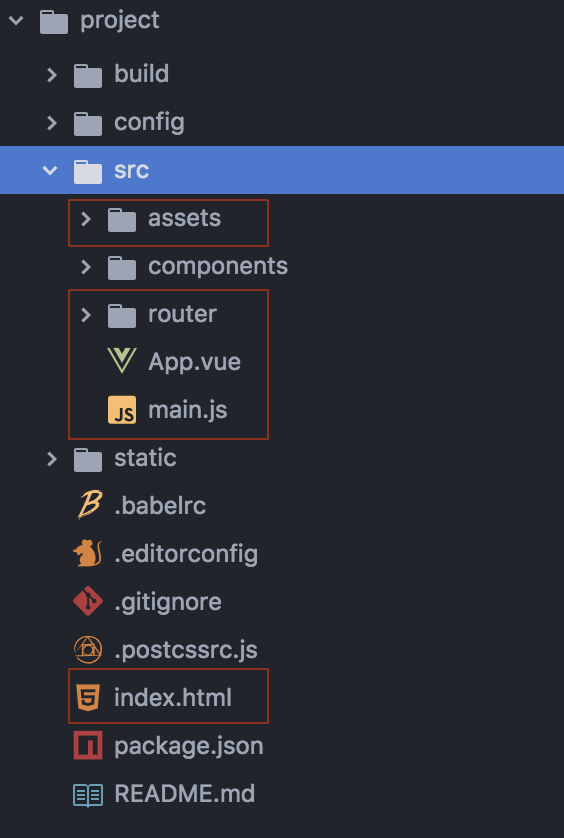 project
build
config
src
assets
components
router
App.vue
JS main.js
static
.babelrc
.editorconfig
.gitignore
.postcssrc.js
index.html
package.json
README.md